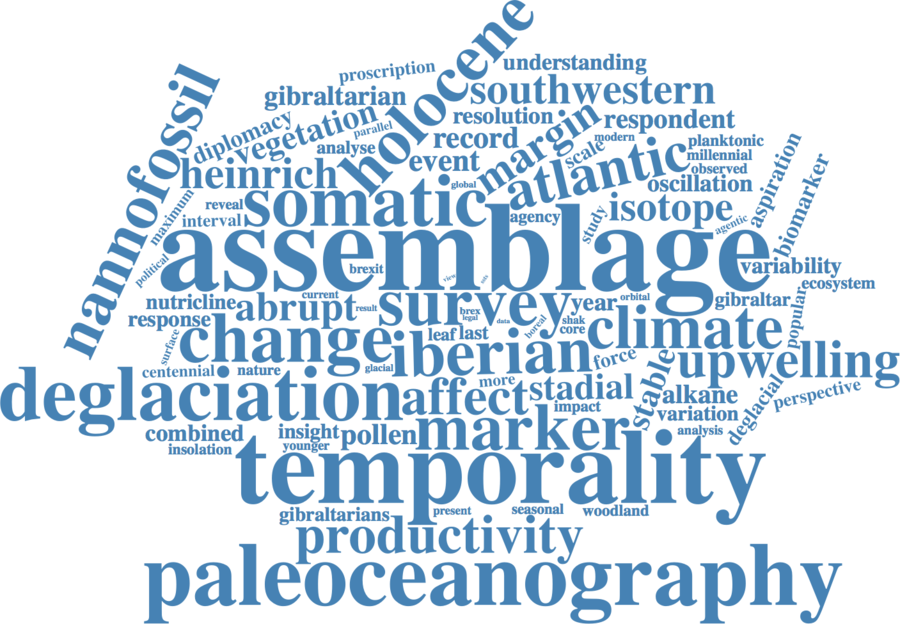 proscription
understanding
holocene
gibraltarian
southwestern
nannofossil
diplomacy
vegetation
parallel
resolution
respondent
analyse
record
margin
modern
planktonic
heinrich
event
scale
millennial
observed
atlantic
aspiration
biomarker
global
oscillation
maximum
reveal
somatic
isotope
interval
agency
study
agentic
assemblage
political
brexit
view
variability
ecosystem
nutricline
abrupt
current
result
survey
year
orbital
gibraltar
popular
response
brex
legal
data
boreal
shak
core
climate
surface
change
leaf
last
iberian
force
upwelling
centennial
nature
glacial
stable
deglaciation
affect
more
stadial
alkane
deglacial
perspective
impact
variation
combined
insight
pollen
marker
analysis
insolation
younger
temporality
gibraltarians
present
seasonal
woodland
productivity
paleoceanography